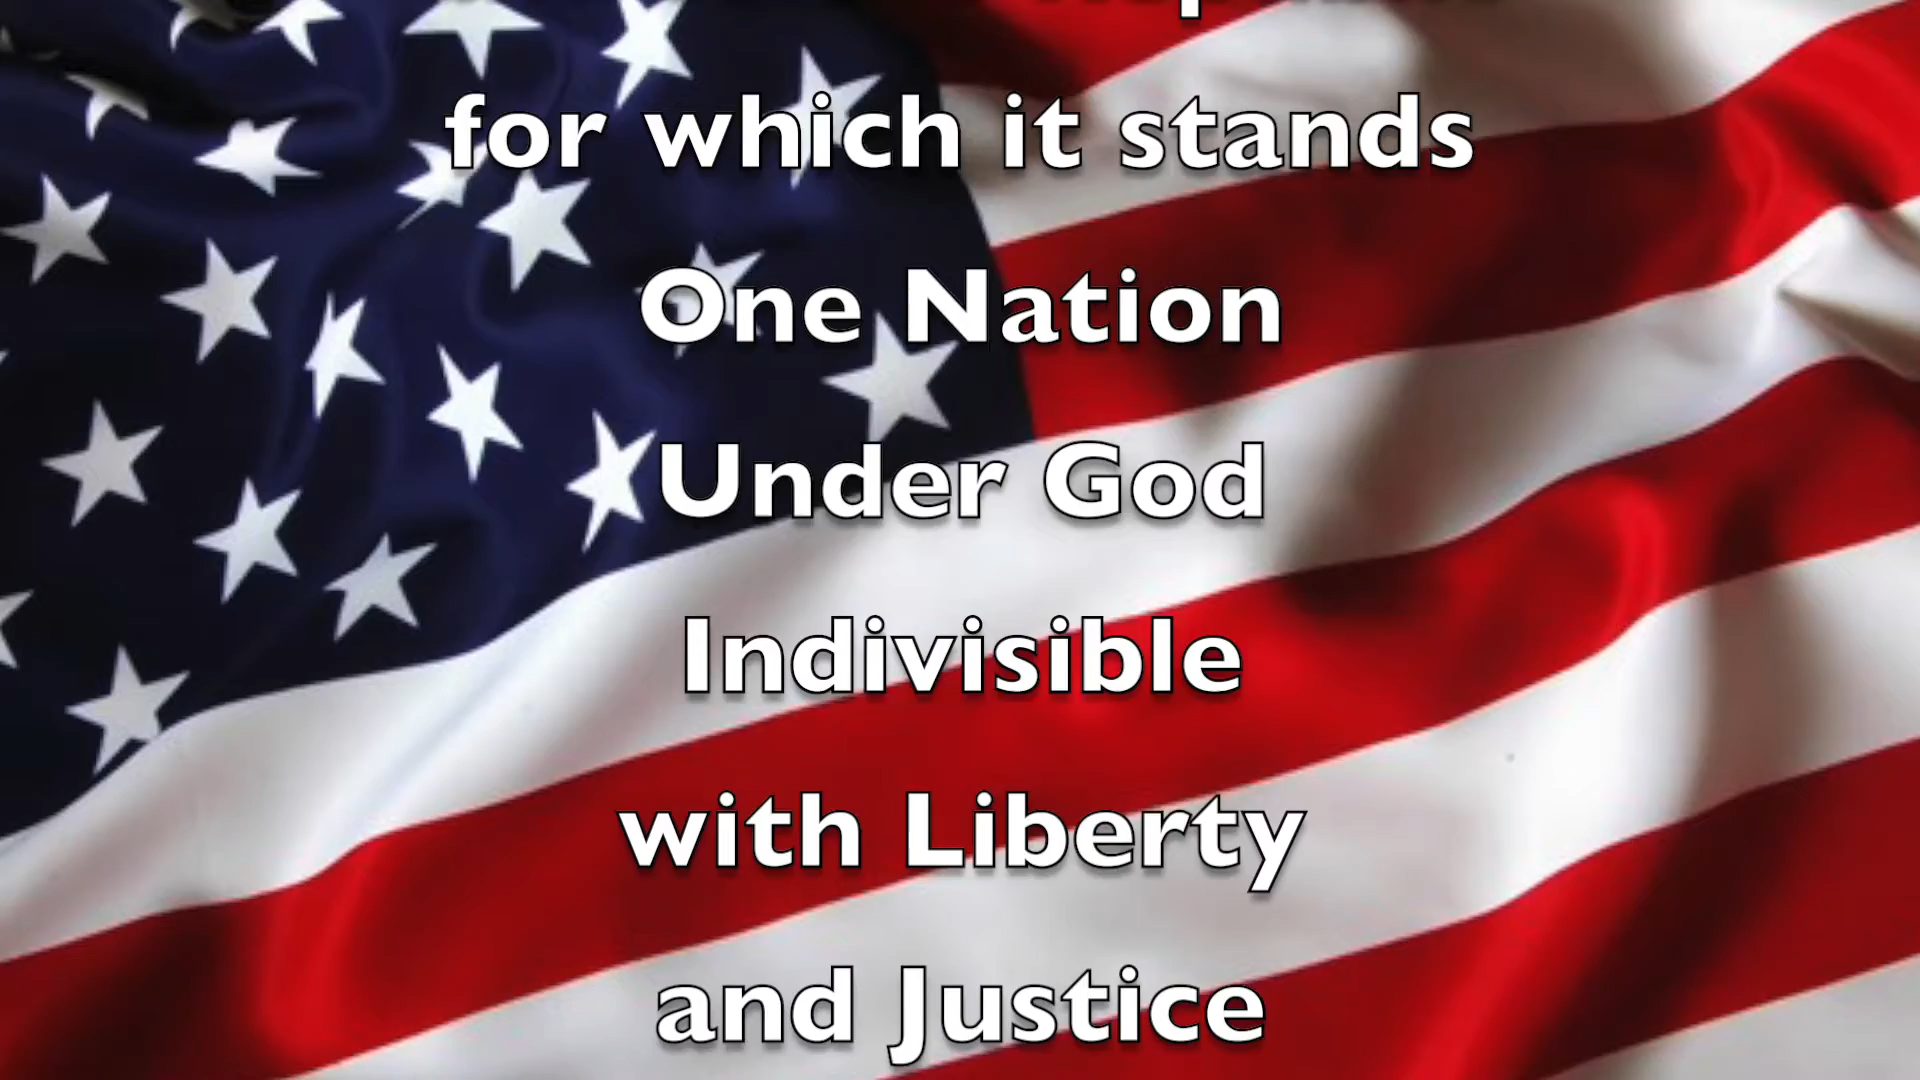 for which it stands
One Nation
Under God
Indivisible
with Liberty
and Justice